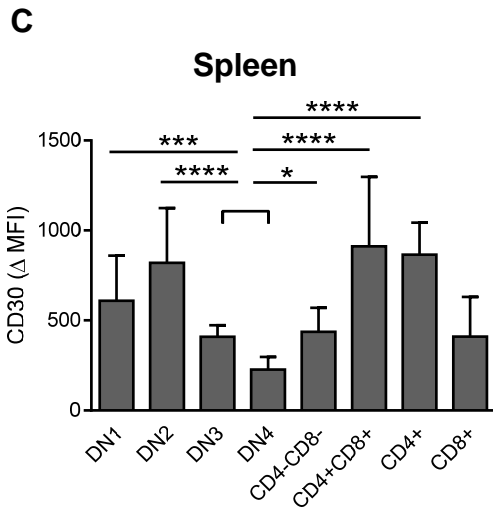 C
Spleen
****
*** ****
**** *
1500
1000
500
0
CD30 (Δ MFI)
DN1 DN2 DN3 DN4 CD4-CD8- CD4+CD8+ CD4+ CD8+